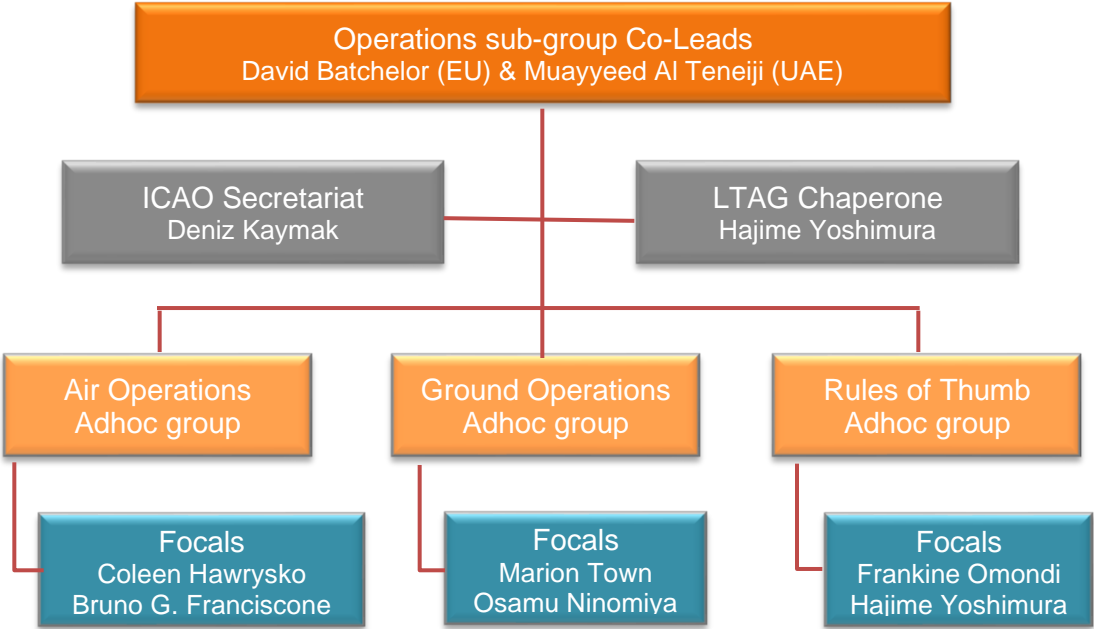 Operations sub-group Co-Leads
David Batchelor (EU) & Muayyeed Al Teneiji (UAE)
ICAO Secretariat
Deniz Kaymak
LTAG Chaperone
Hajime Yoshimura
Air Operations
Adhoc group
Ground Operations
Adhoc group
Rules of Thumb
Adhoc group
Focals
Coleen Hawrysko
Bruno G. Franciscone
Focals
Marion Town
Osamu Ninomiya
Focals
Frankine Omondi
Hajime Yoshimura